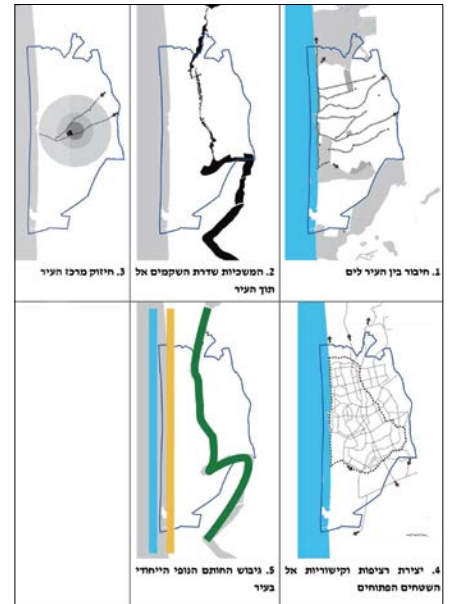 1. חיבור בין העיר לים
2. המשכיות שדרת השקמים אל
תוך העיר
3. חיזוק מרכז העיר
4. יצירת רציפות וקישוריות אל
השטחים הפתוחים
5. גיבוש החותם הנופי הייחודי
בעיר